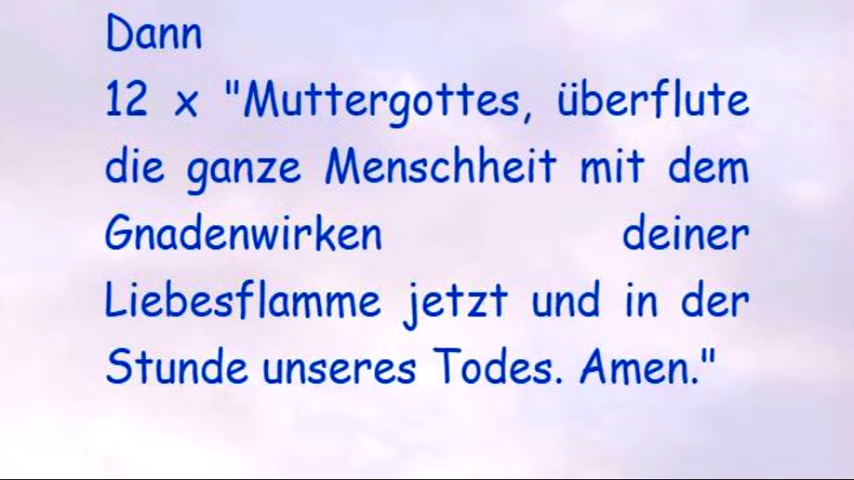 Dann
12 x "Muttergottes, überflute
die ganze Menschheit mit dem
Gnadenwirken deiner
Liebesflamme jetzt und in der
Stunde unseres Todes. Amen."